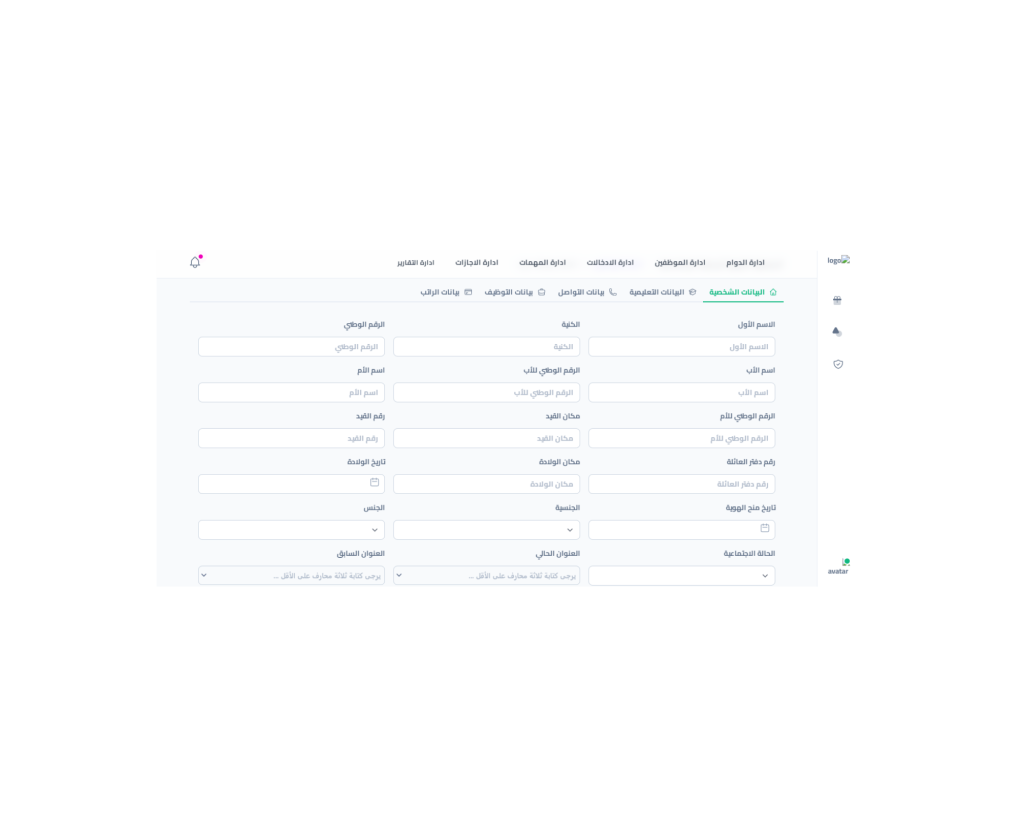 logo
ادارة الدوام ادارة الموظفين ادارة الادخالات ادارة المهمات ادارة الاجازات ادارة التقارير
البيانات الشخصية البيانات التعليمية بيانات التواصل بيانات التوظيف بيانات الراتب
الاسم الأول الكنية الرقم الوطني
الاسم الأول الكنية الرقم الوطني
اسم الأب الرقم الوطني للأب اسم الأم
اسم الأب الرقم الوطني للأب اسم الأم
الرقم الوطني للأم مكان القيد رقم القيد
الرقم الوطني للأم مكان القيد رقم القيد
رقم دفتر العائلة مكان الولادة تاريخ الولادة
رقم دفتر العائلة مكان الولادة
تاريخ منح الهوية الجنسية الجنس
الحالة الاجتماعية العنوان الحالي العنوان السابق
يرجى كتابة ثلاثة محارف على الأقل ... يرجى كتابة ثلاثة محارف على الأقل ...
avatar